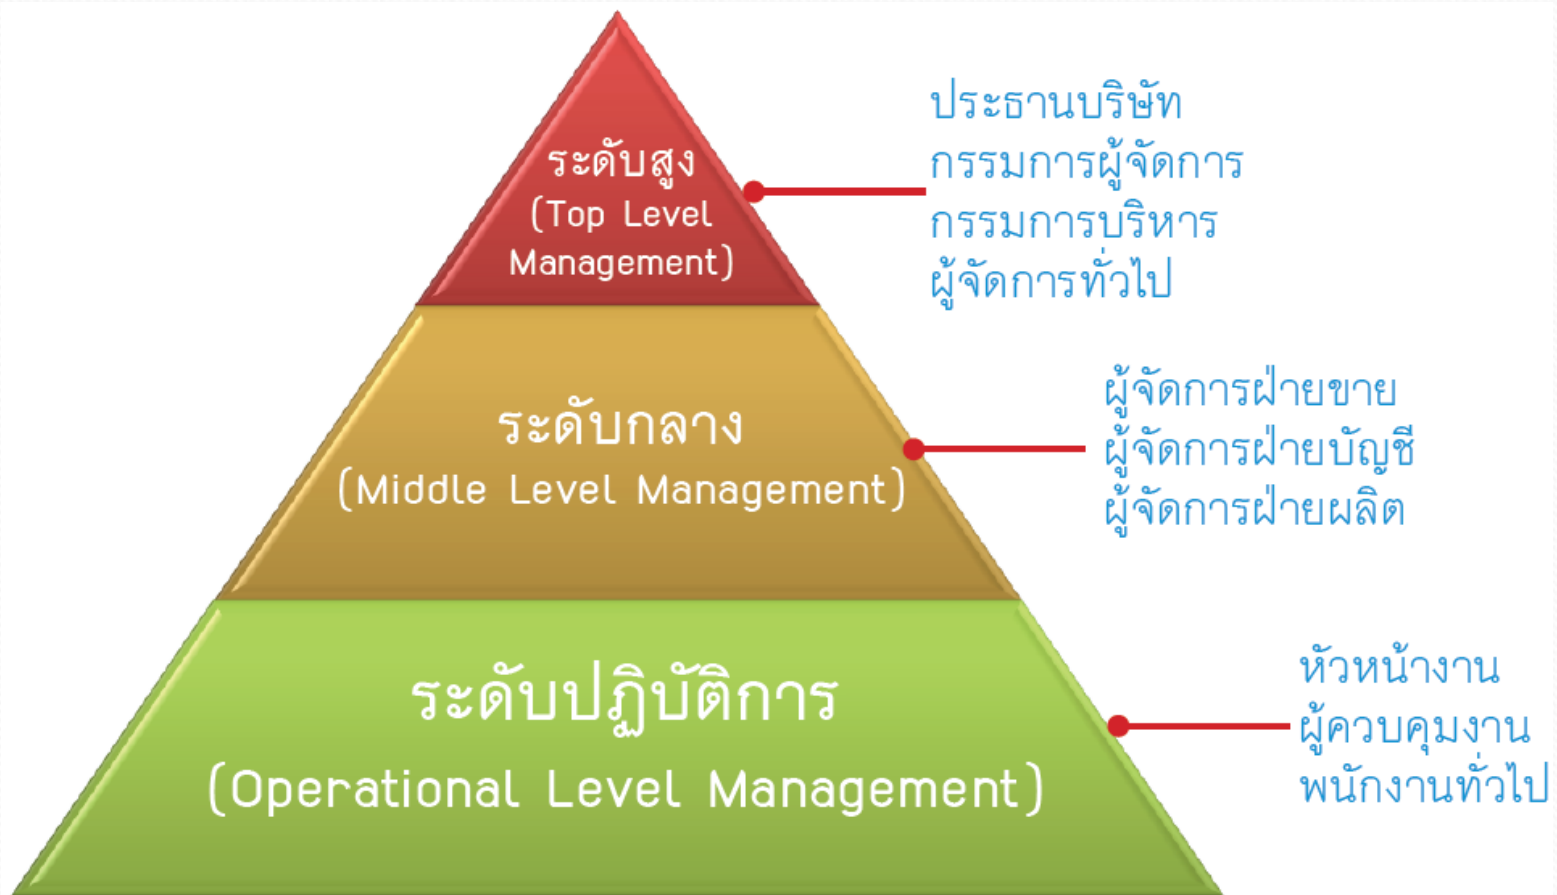 ระดับสูง
(Top Level
Management)
ประธานบริษัท
กรรมการผู้จัดการ
กรรมการบริหาร
ผู้จัดการทั่วไป
ระดับกลาง
(Middle Level Management)
ผู้จัดการฝ่ายขาย
ผู้จัดการฝ่ายบัญชี
ผู้จัดการฝ่ายผลิต
ระดับปฏิบัติการ
(Operational Level Management)
หัวหน้างาน
ผู้ควบคุมงาน
พนักงานทั่วไป